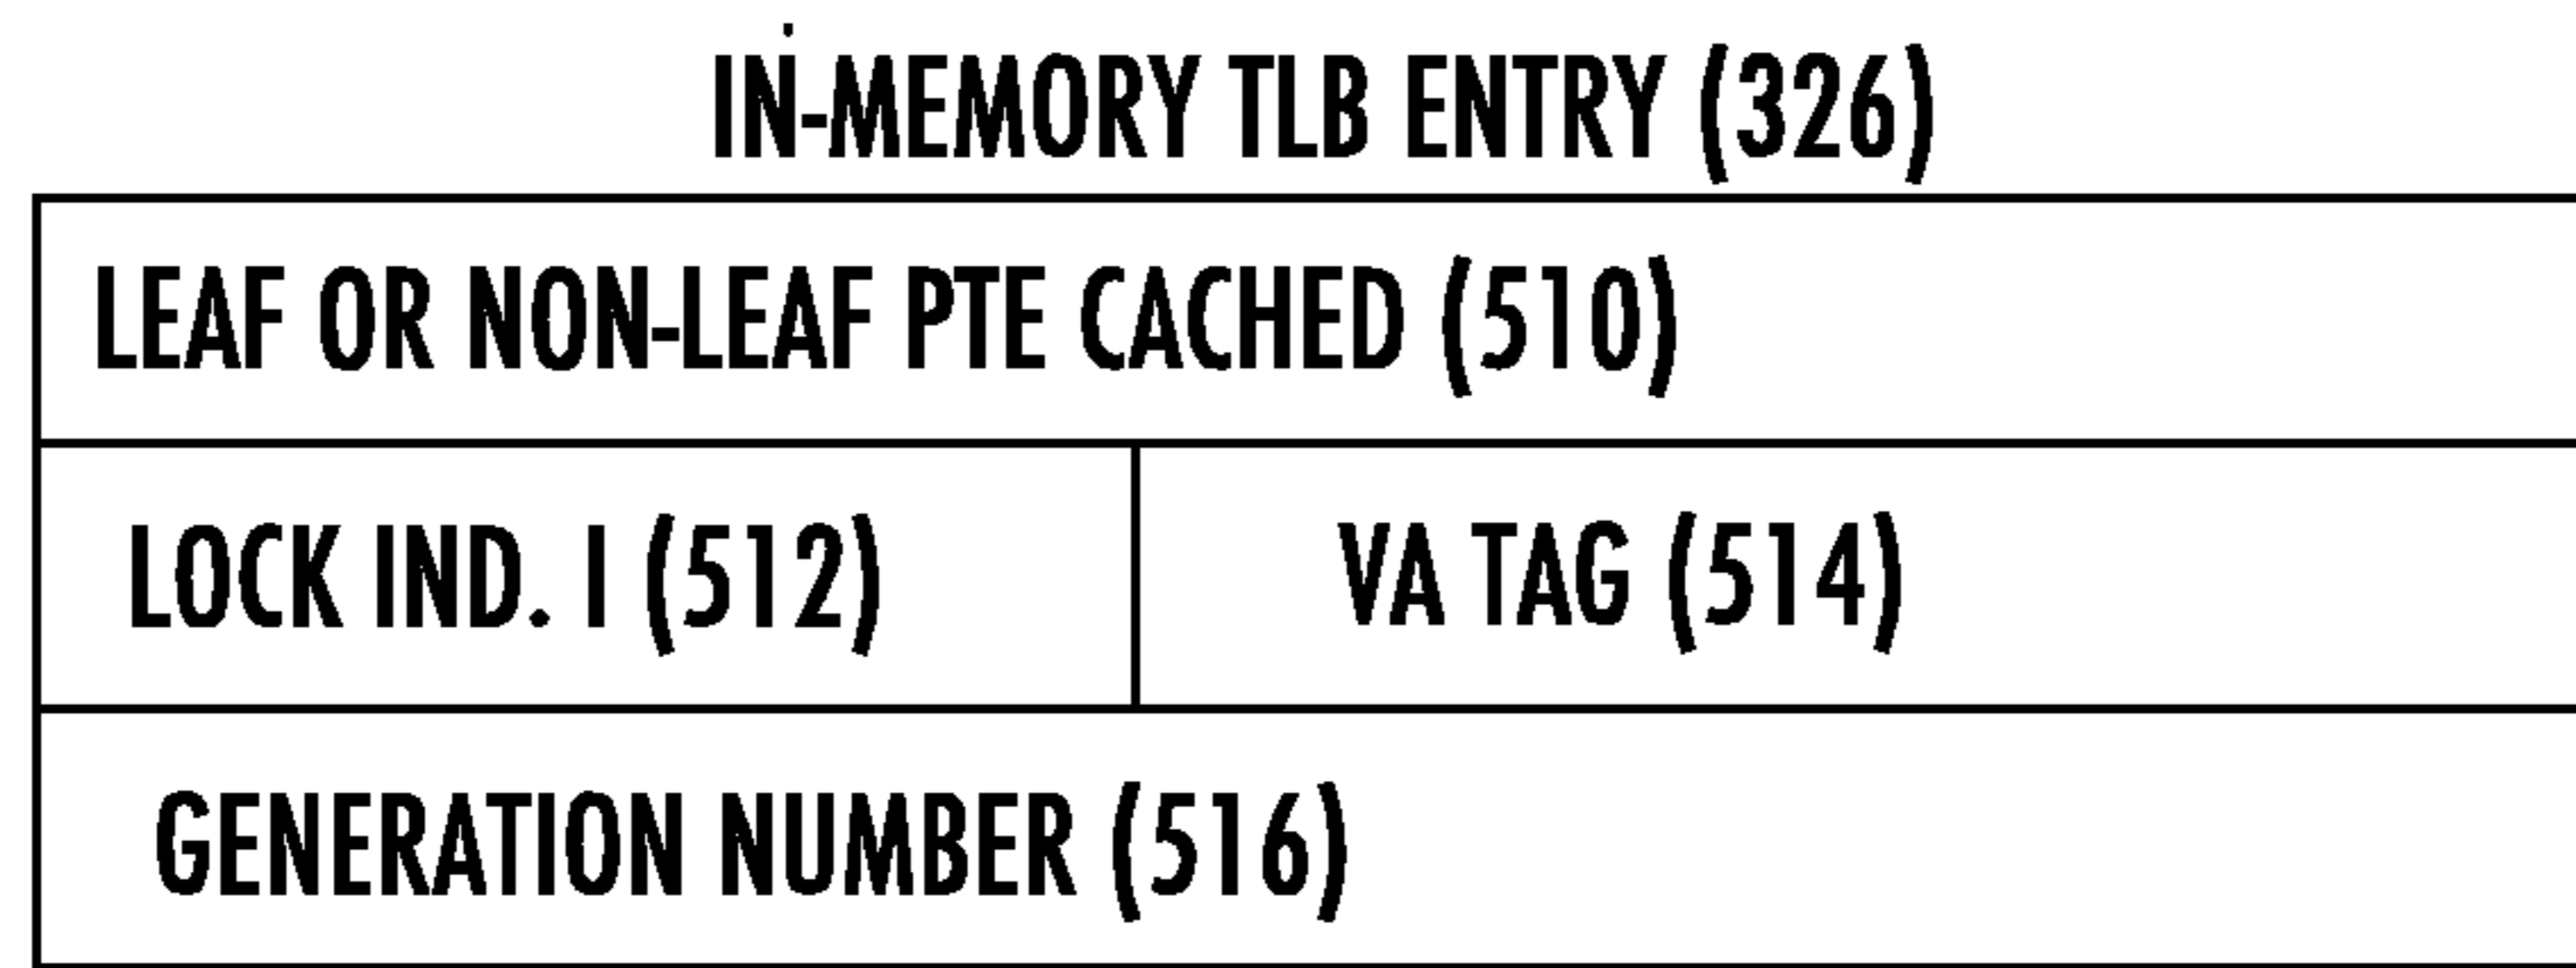 IN-MEMORY TLB ENTRY (326)
LEAF OR NON-LEAF PTE CACHED (510)
LOCK IND. I (512) VA TAG (514)
GENERATION NUMBER (516)